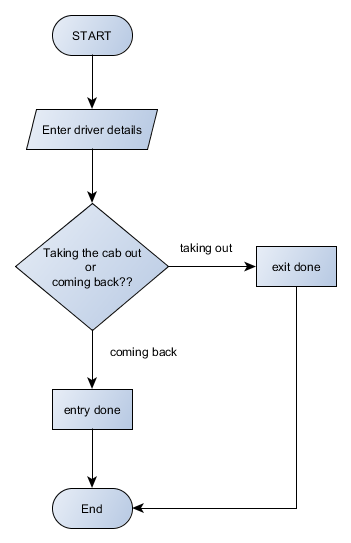 START
Enter driver details
Taking the cab out
or
coming back??
taking out
exit done
coming back
entry done
End